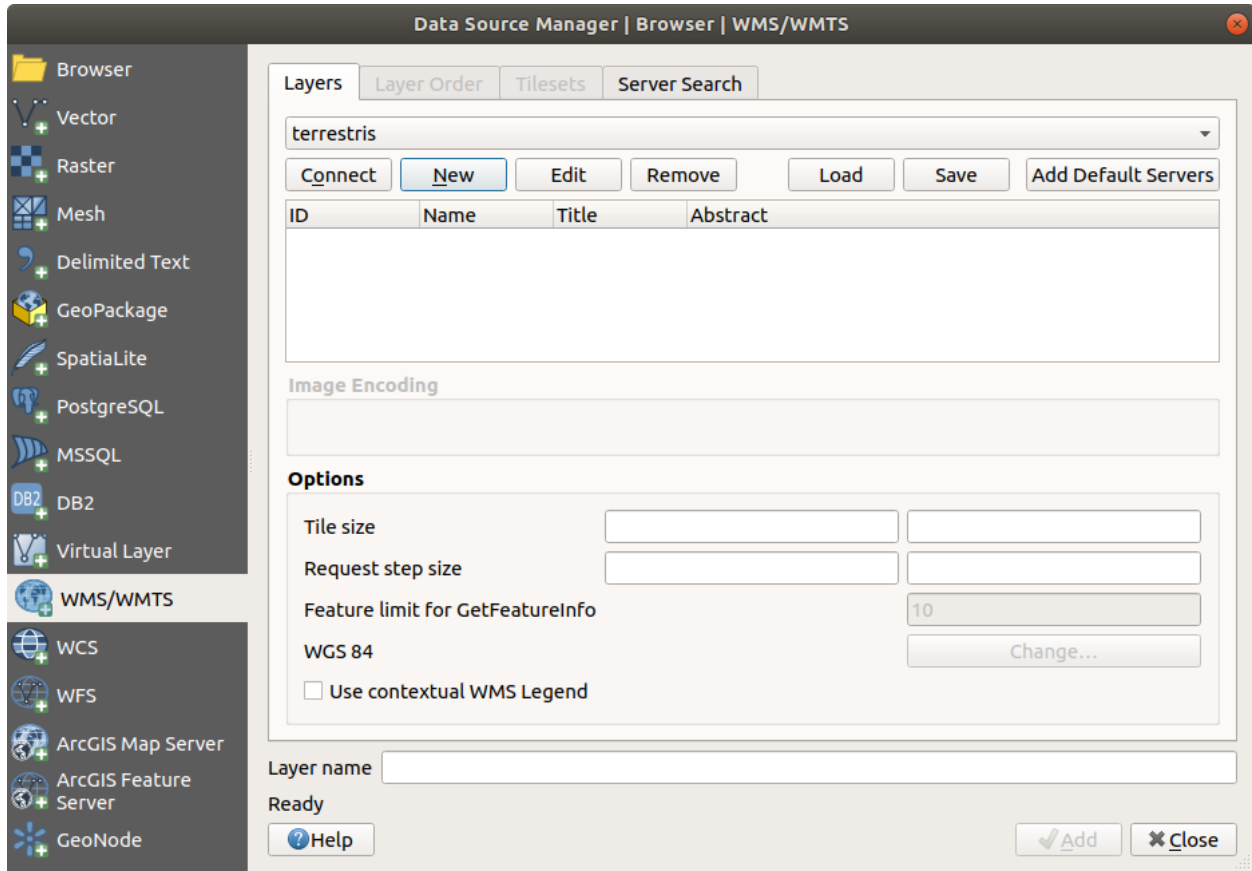 Data Source Manager | Browser | WMS/WMTS
Browser
Vector
Raster
Mesh
Delimited Text
GeoPackage
SpatiaLite
PostgreSQL
MSSQL
DB2
DB2
Virtual Layer
WMS/WMTS
WCS
WFS
ArcGIS Map Server
ArcGIS Feature
Server
GeoNode
Layers Layer Order Tilesets Server Search
terrestris
Connect New Edit Remove Load Save Add Default Servers
ID Name Title Abstract
Image Encoding
Options
Tile size
Request step size
Feature limit for GetFeatureInfo 10
WGS 84 Change...
Use contextual WMS Legend
Layer name
Ready
Help Add Close